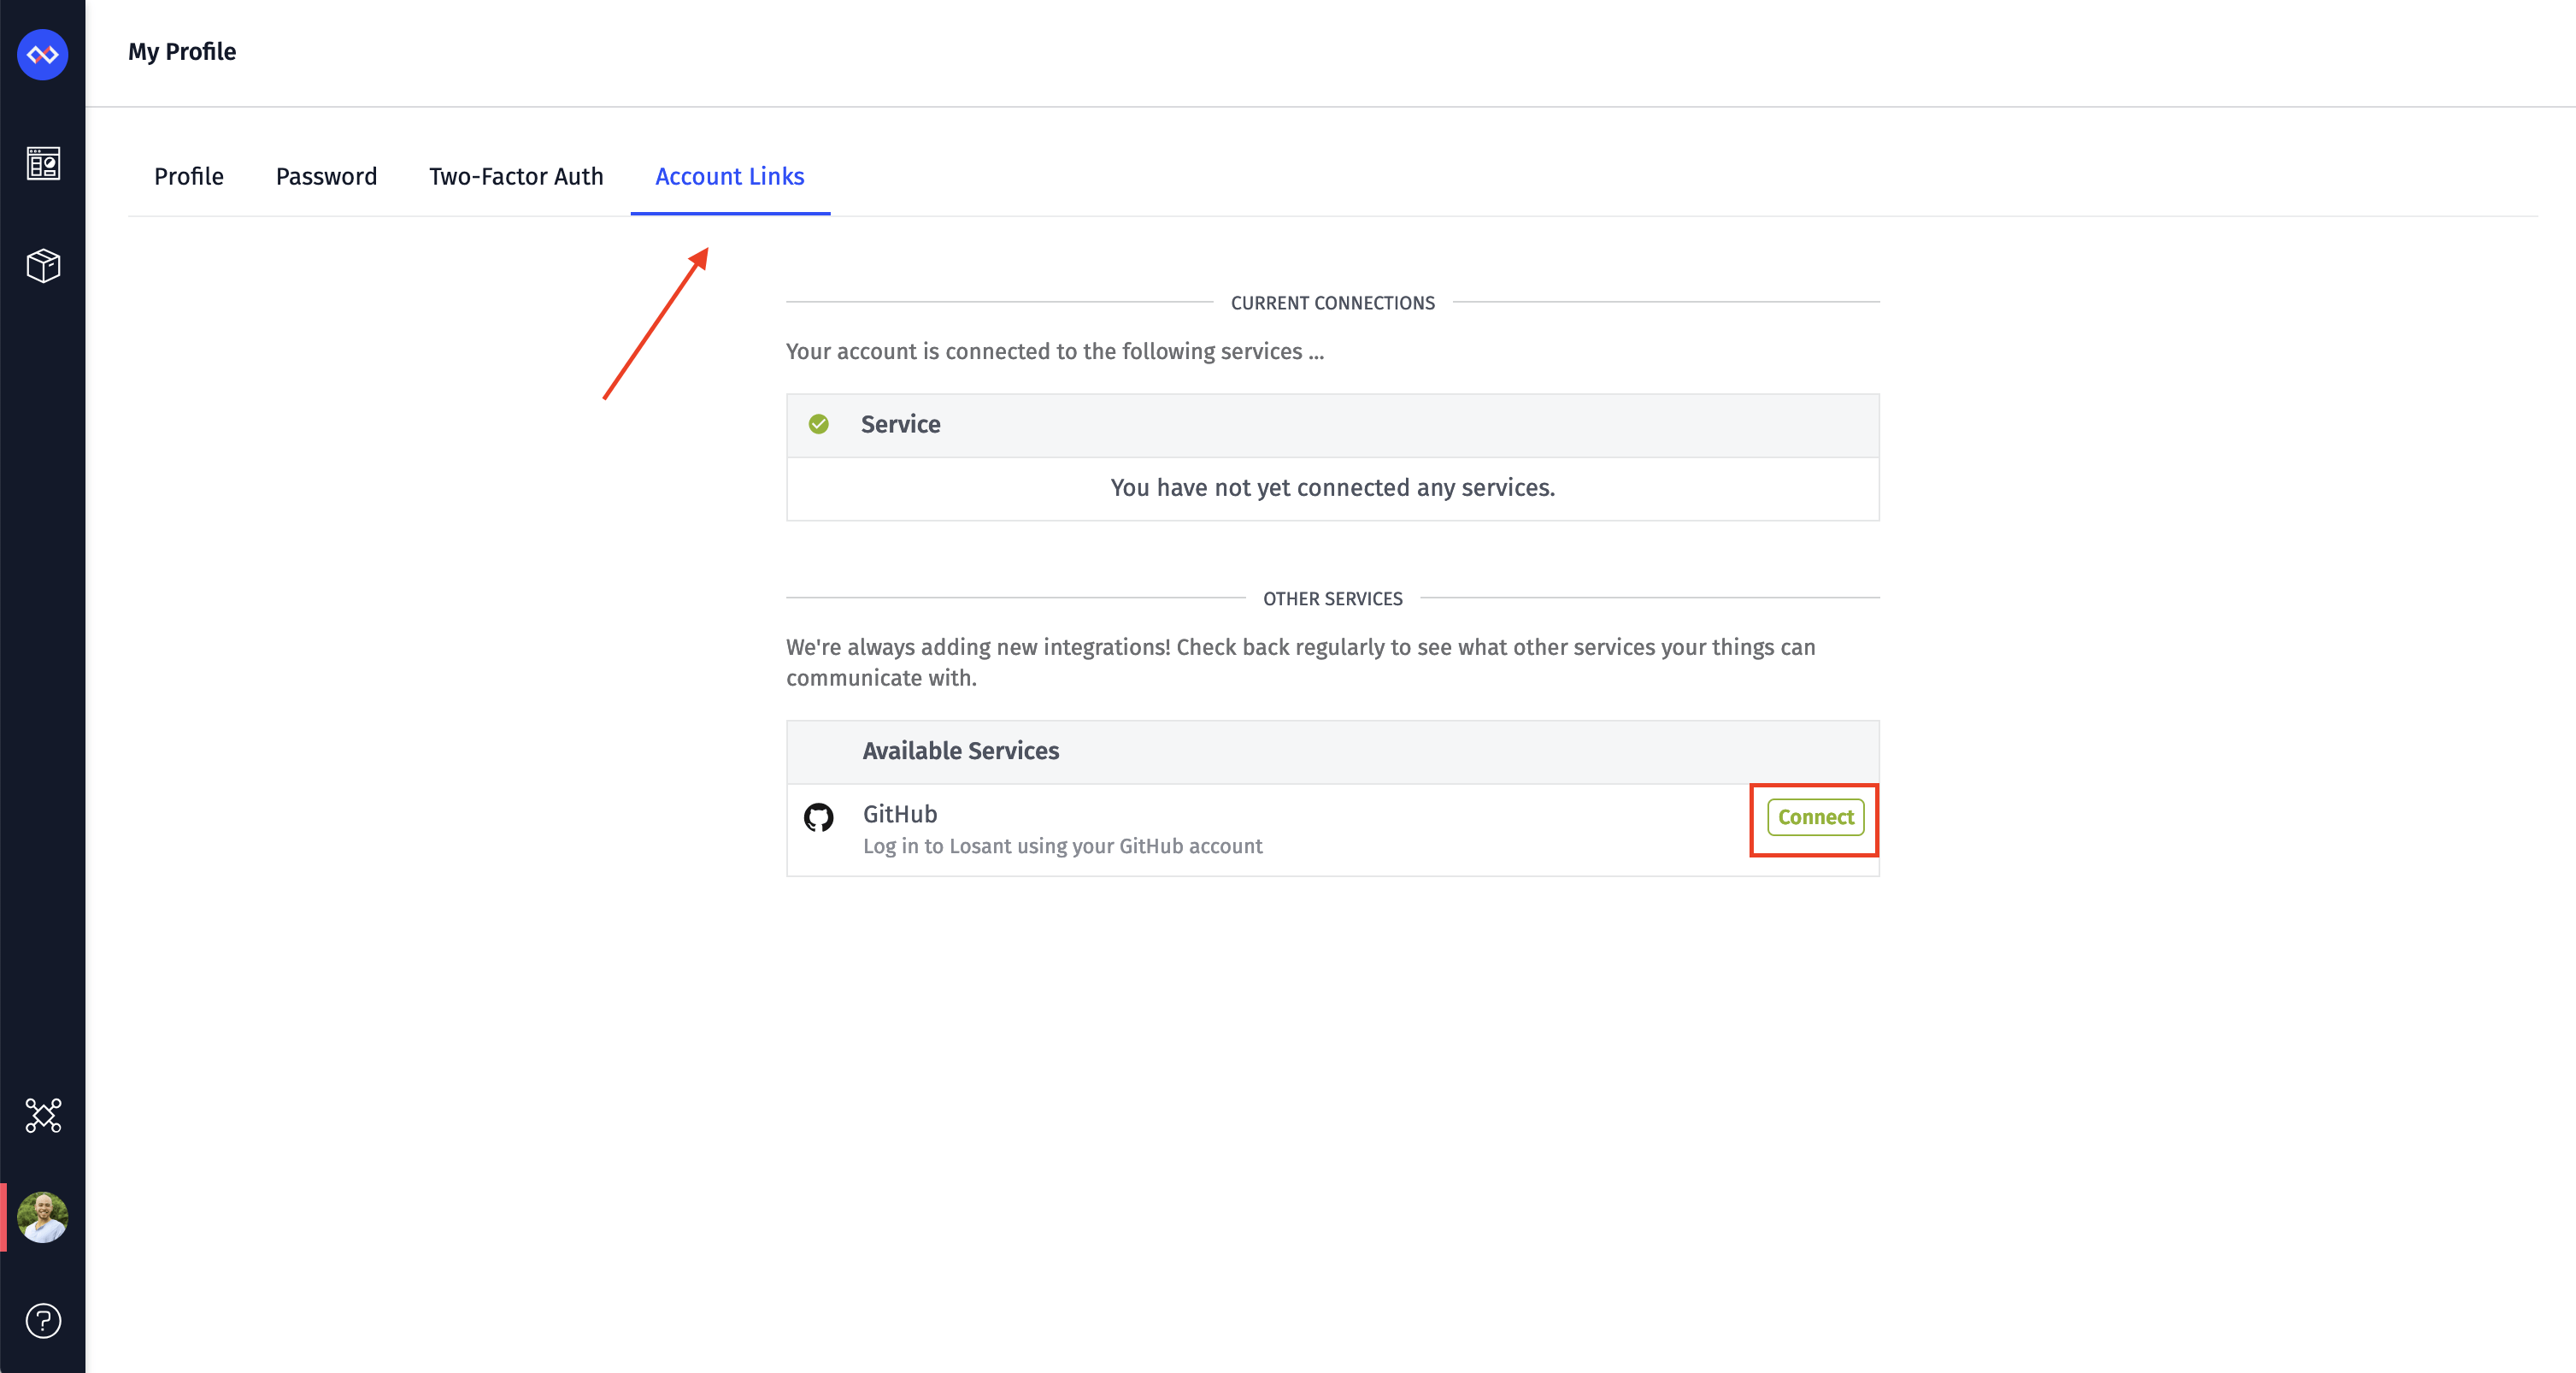 My Profile
Profile
Password
Two-Factor Auth
Account Links
CURRENT CONNECTIONS
Your account is connected to the following services ...
Service
You have not yet connected any services.
OTHER SERVICES
We're always adding new integrations! Check back regularly to see what other services your things can
communicate with.
Available Services
GitHub
Connect
Log in to Losant using your GitHub account
?